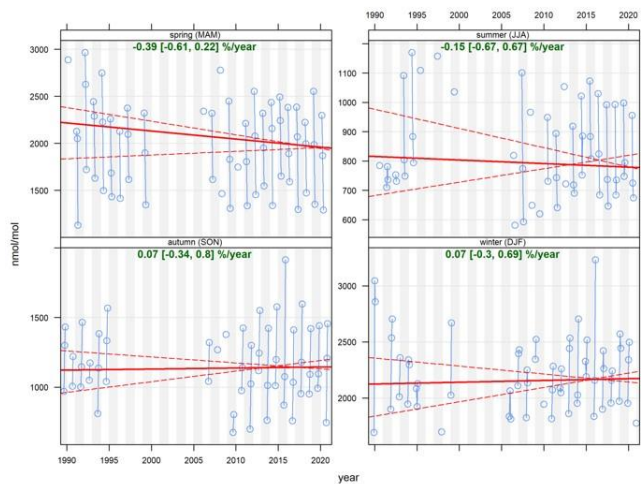 1990 1995 2000 2005 2010 2015 2020
spring (MAM)
-0.39 [-0.61, 0.22] %/year
summer (JJA)
-0.15 [-0.67, 0.67] %/year
3000
2500
2000
1500
1100
1000
900
800
700
600
nmol/mol
autumn (SON)
0.07 [-0.34, 0.8] %/year
winter (DJF)
0.07 [-0.3, 0.69] %/year
1500
1000
3000
2500
2000
1990 1995 2000 2005 2010 2015 2020
year